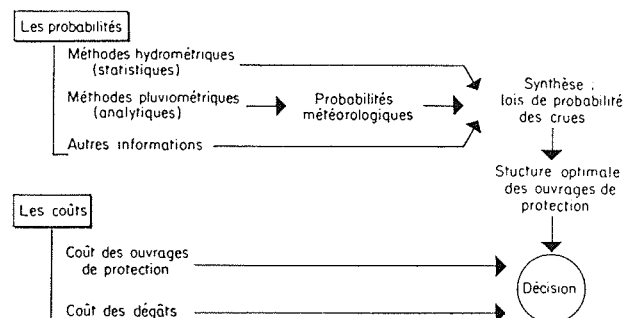 Les probabilités
Méthodes hydrométriques
(statistiques)
Méthodes pluviométriques
(analytiques)
Probabilités
météorologiques
Autres informations
Synthèse :
lois de probabilité
des crues
Stucture optimale
des ouvrages de
protection
Les coûts
Coût des ouvrages
de protection
Coût des dégâts
Décision